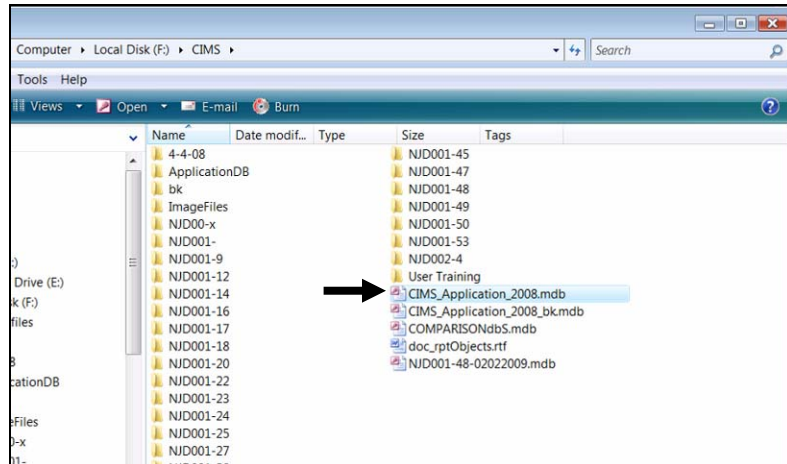 Computer ▸ Local Disk (F:) ▸ CIMS ▸
Search
Tools Help
Views Open E-mail Burn
Name Date modif... Type Size Tags
4-4-08
ApplicationDB
bk
ImageFiles
NJD00-x
NJD001-
NJD001-9
NJD001-12
NJD001-14
NJD001-16
NJD001-17
NJD001-18
NJD001-20
NJD001-22
NJD001-23
NJD001-24
NJD001-25
NJD001-27
NJD001-45
NJD001-47
NJD001-48
NJD001-49
NJD001-50
NJD001-53
NJD002-4
User Training
CIMS_Application_2008.mdb
CIMS_Application_2008_bk.mdb
COMPARISONdbS.mdb
doc_rptObjects.rtf
NJD001-48-02022009.mdb
:)
Drive (E:)
k (F:)
files
cationDB
eFiles
0-x
01-